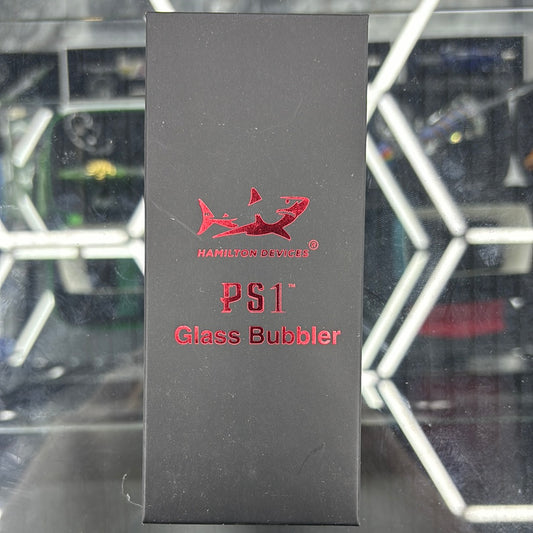 HAMILTON DEVICES®
PS1™
Glass Bubbler